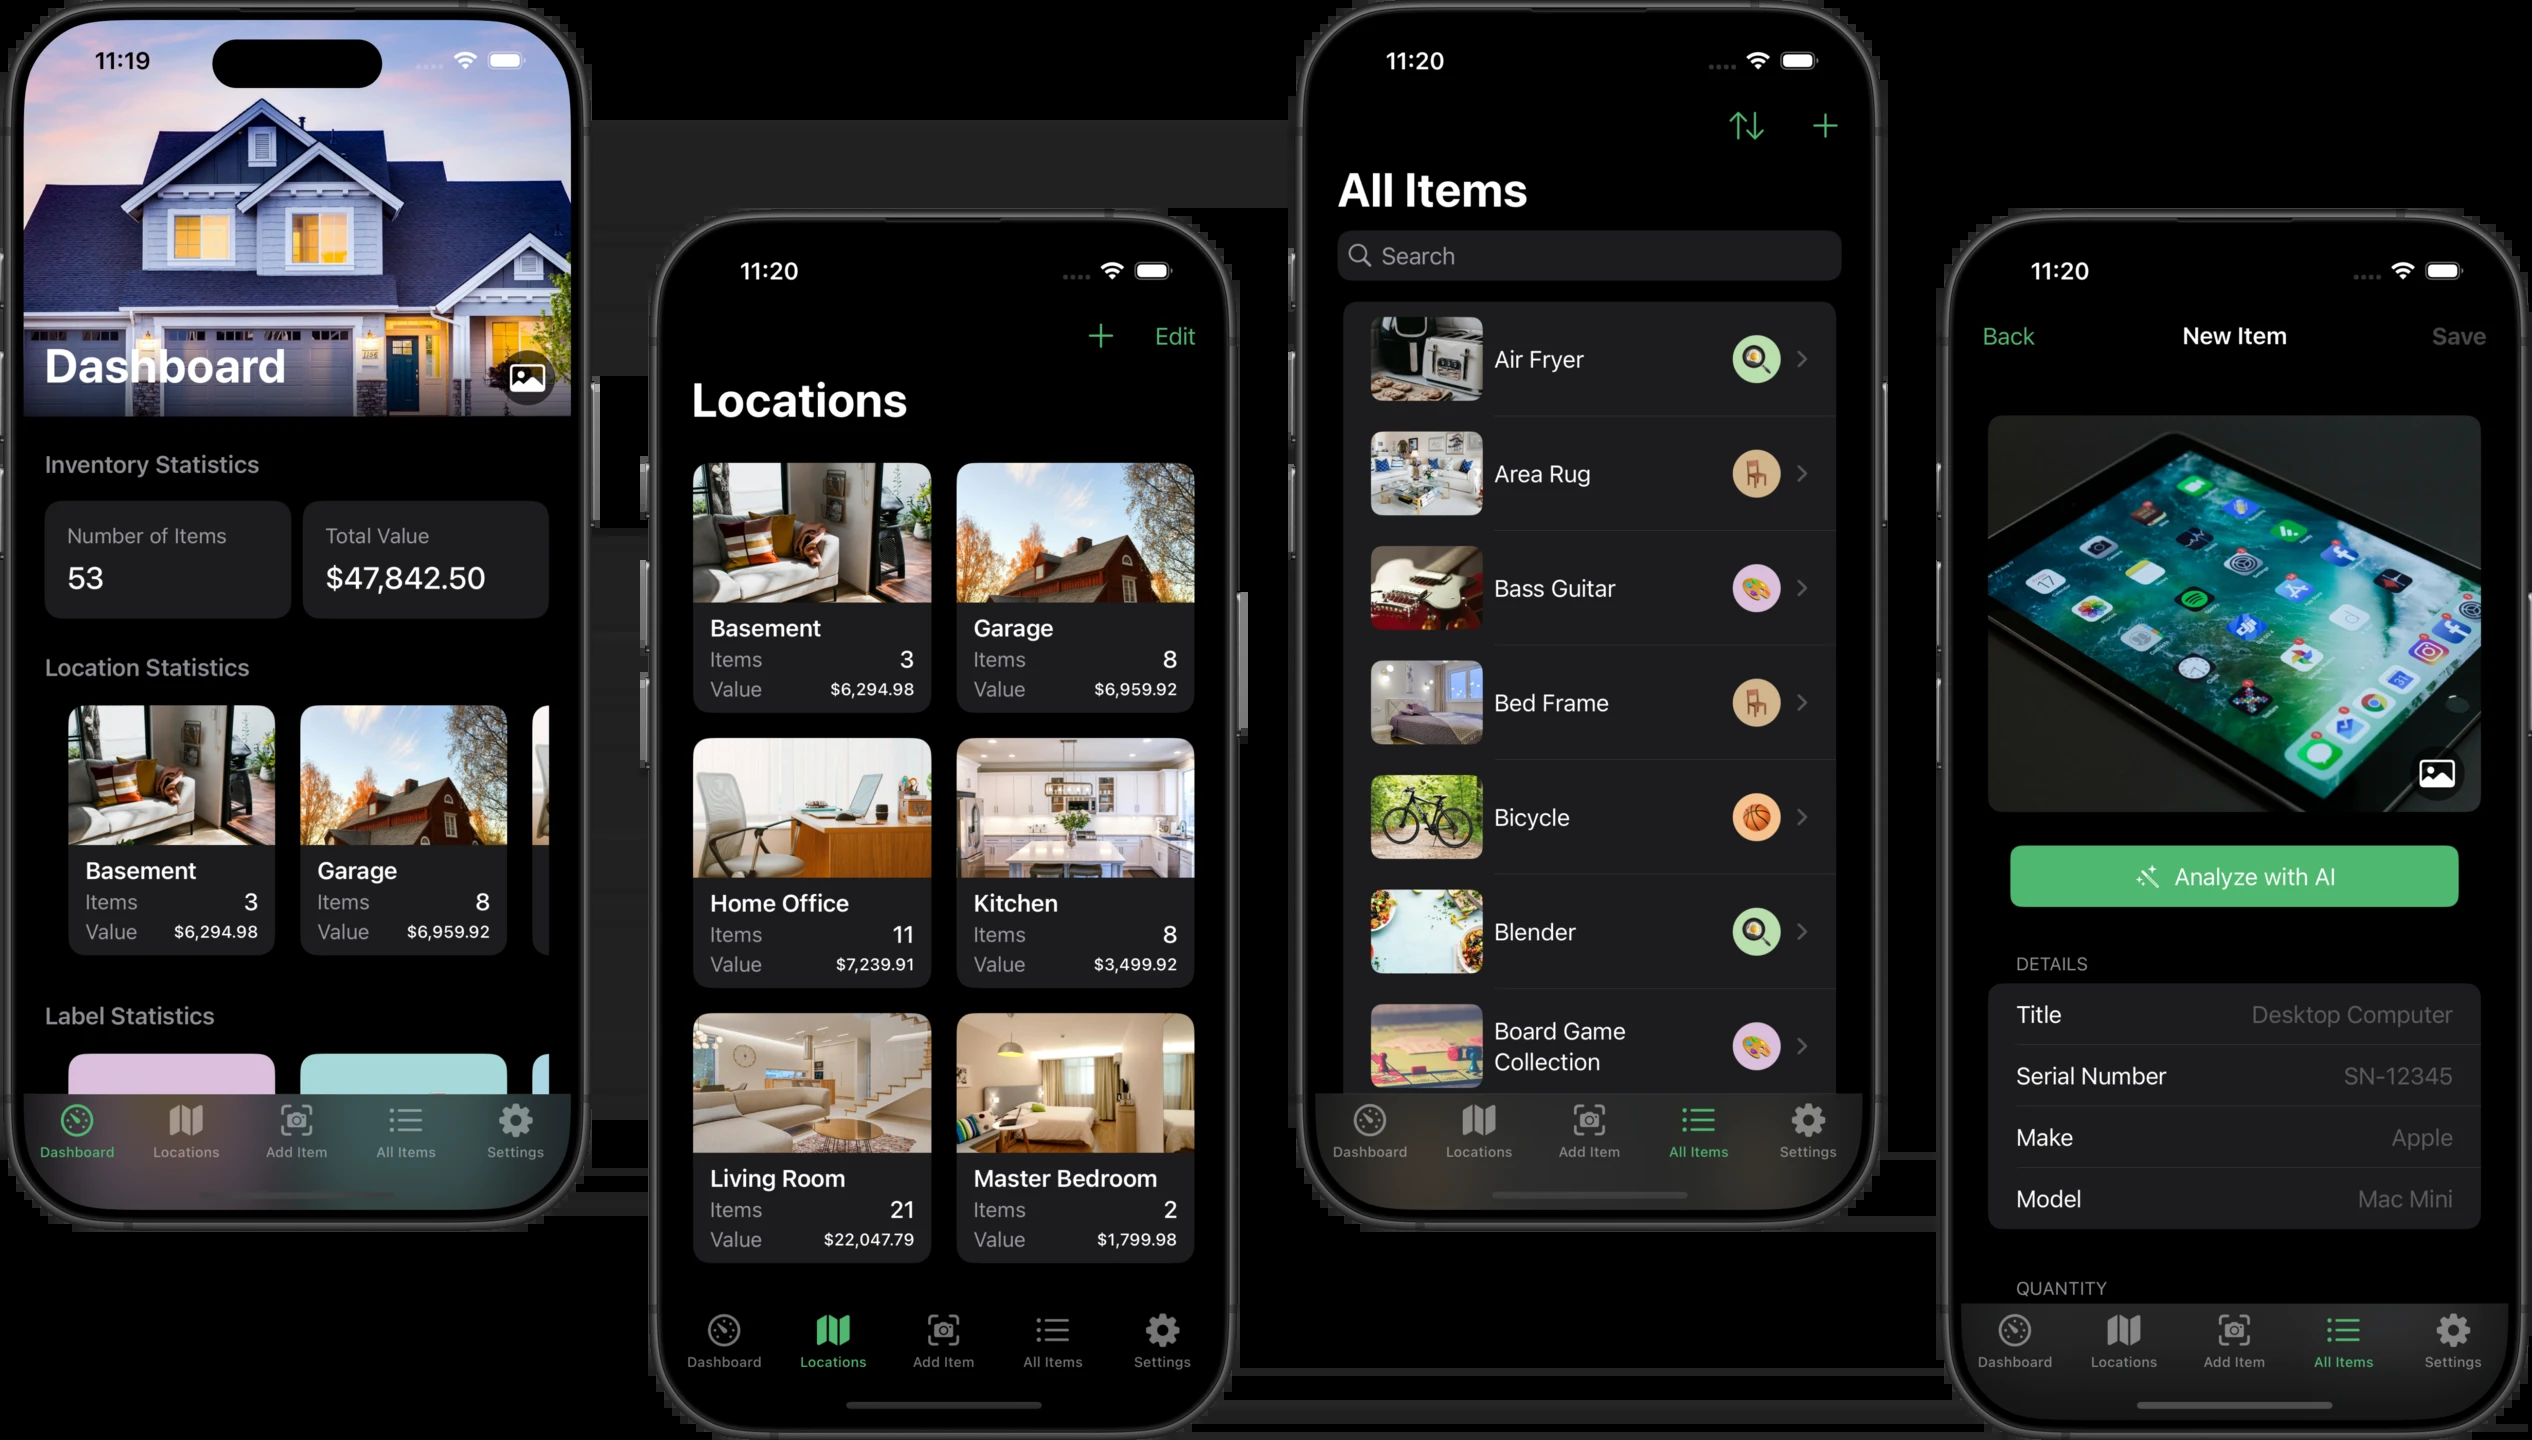 11:19
Dashboard
Inventory Statistics
Number of Items
53
Total Value
$47,842.50
Location Statistics
Basement
Items 3
Value $6,294.98
Garage
Items 8
Value $6,959.92
Label Statistics
Dashboard Locations Add Item All Items Settings
11:20
Edit
Locations
Basement
Items 3
Value $6,294.98
Garage
Items 8
Value $6,959.92
Home Office
Items 11
Value $7,239.91
Kitchen
Items 8
Value $3,499.92
Living Room
Items 21
Value $22,047.79
Master Bedroom
Items 2
Value $1,799.98
Dashboard Locations Add Item All Items Settings
11:20
All Items
Search
Air Fryer
Area Rug
Bass Guitar
Bed Frame
Bicycle
Blender
Board Game
Collection
Dashboard Locations Add Item All Items Settings
11:20
Back New Item Save
Analyze with AI
DETAILS
Title Desktop Computer
Serial Number SN-12345
Make Apple
Model Mac Mini
QUANTITY
Dashboard Locations Add Item All Items Settings